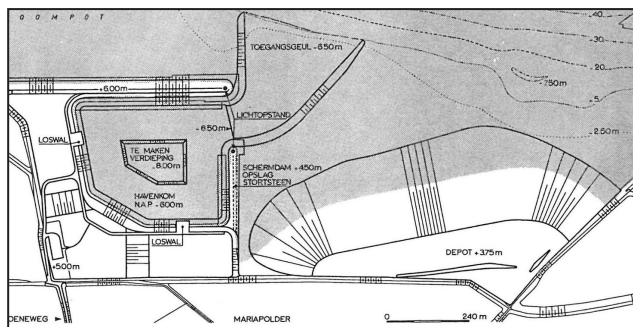 OOMPOT
TOEGANGSGEUL -6.50m
+6.00m
-40
-30
-20
-5
-7.50m
-2.50m
LICHTOPSTAND
-6.50m
LOSWAL
TE MAKEN
VERDIEPING
-8.00m
SCHERMDAM +4.50m
OPSLAG
STORTSTEEN
HAVENKOM
N.A.P. -6.00m
LOSWAL
+5.00m
DEPOT +3.75m
OENEWEG
MARIAPOLDER
0 240 m